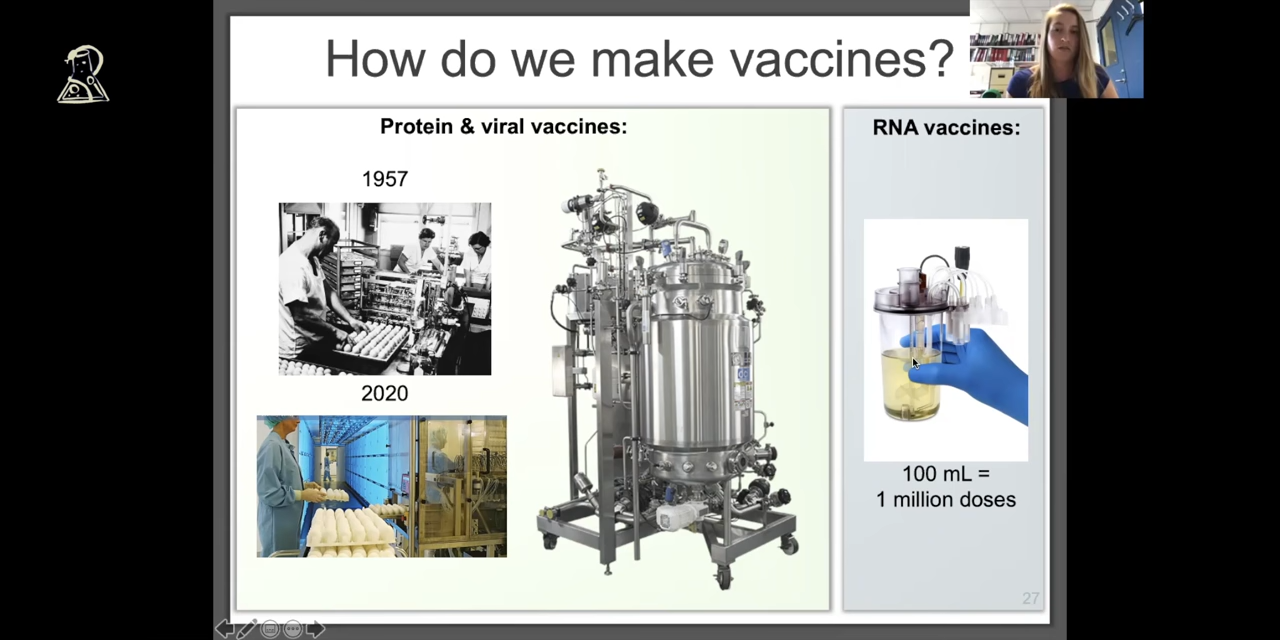 How do we make vaccines?
Protein & viral vaccines:
1957
2020
RNA vaccines:
100 mL =
1 million doses
27